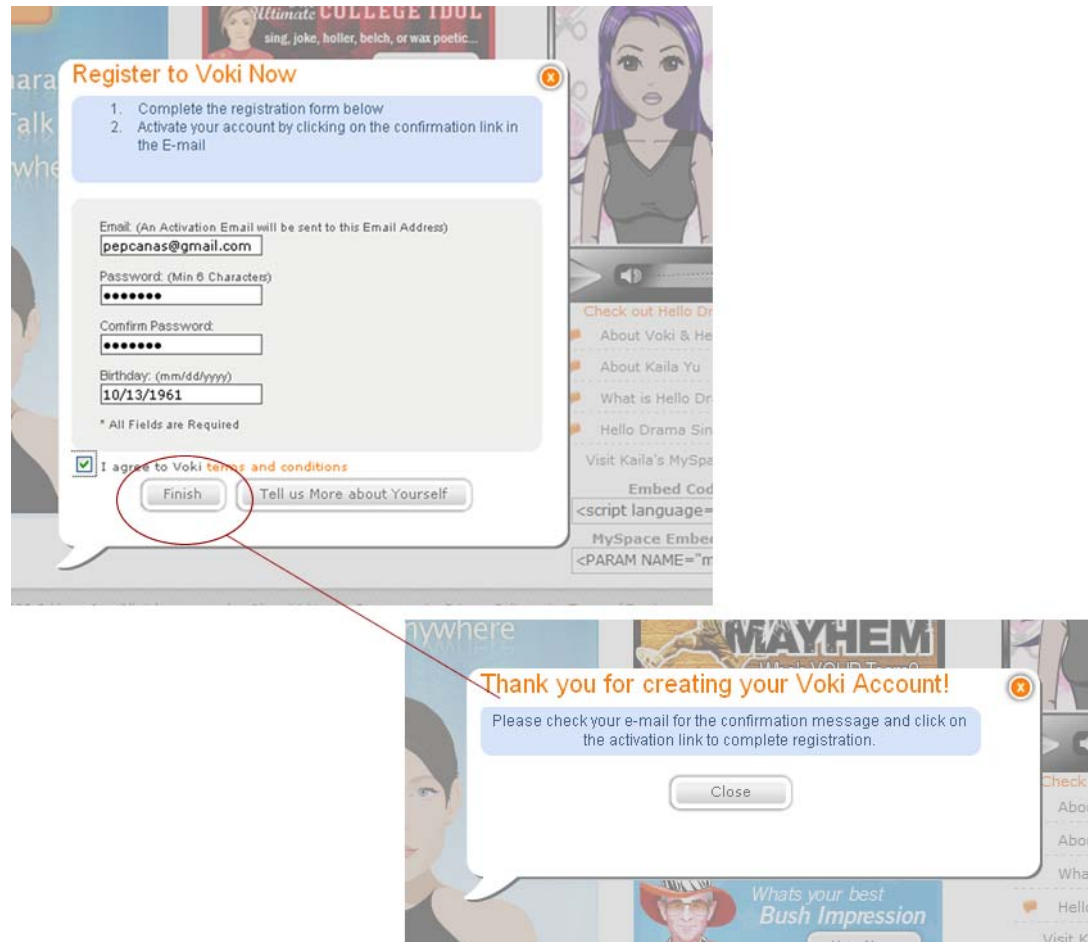 Ultimate COLLEGE IDOL
sing, joke, holler, belch, or wax poetic...
Register to Voki Now
1. Complete the registration form below
2. Activate your account by clicking on the confirmation link in
the E-mail
Email: (An Activation Email will be sent to this Email Address)
pepcanas@gmail.com
Password: (Min 6 Characters)
•••••••
Comfirm Password:
•••••••
Birthday: (mm/dd/yyyy)
10/13/1961
* All Fields are Required
I agree to Voki terms and conditions
Finish
Tell us More about Yourself
Check out Hello Dr
About Voki & He
About Kaila Yu
What is Hello Dr
Hello Drama Sin
Visit Kaila's MySpa
Embed Cod
<script language=
MySpace Embe
<PARAM NAME="m
nywhere
MAYHEM
Thank you for creating your Voki Account!
Please check your e-mail for the confirmation message and click on
the activation link to complete registration.
Close
Check
Abou
Abou
Wha
Hello
Visit K
Whats your best
Bush Impression